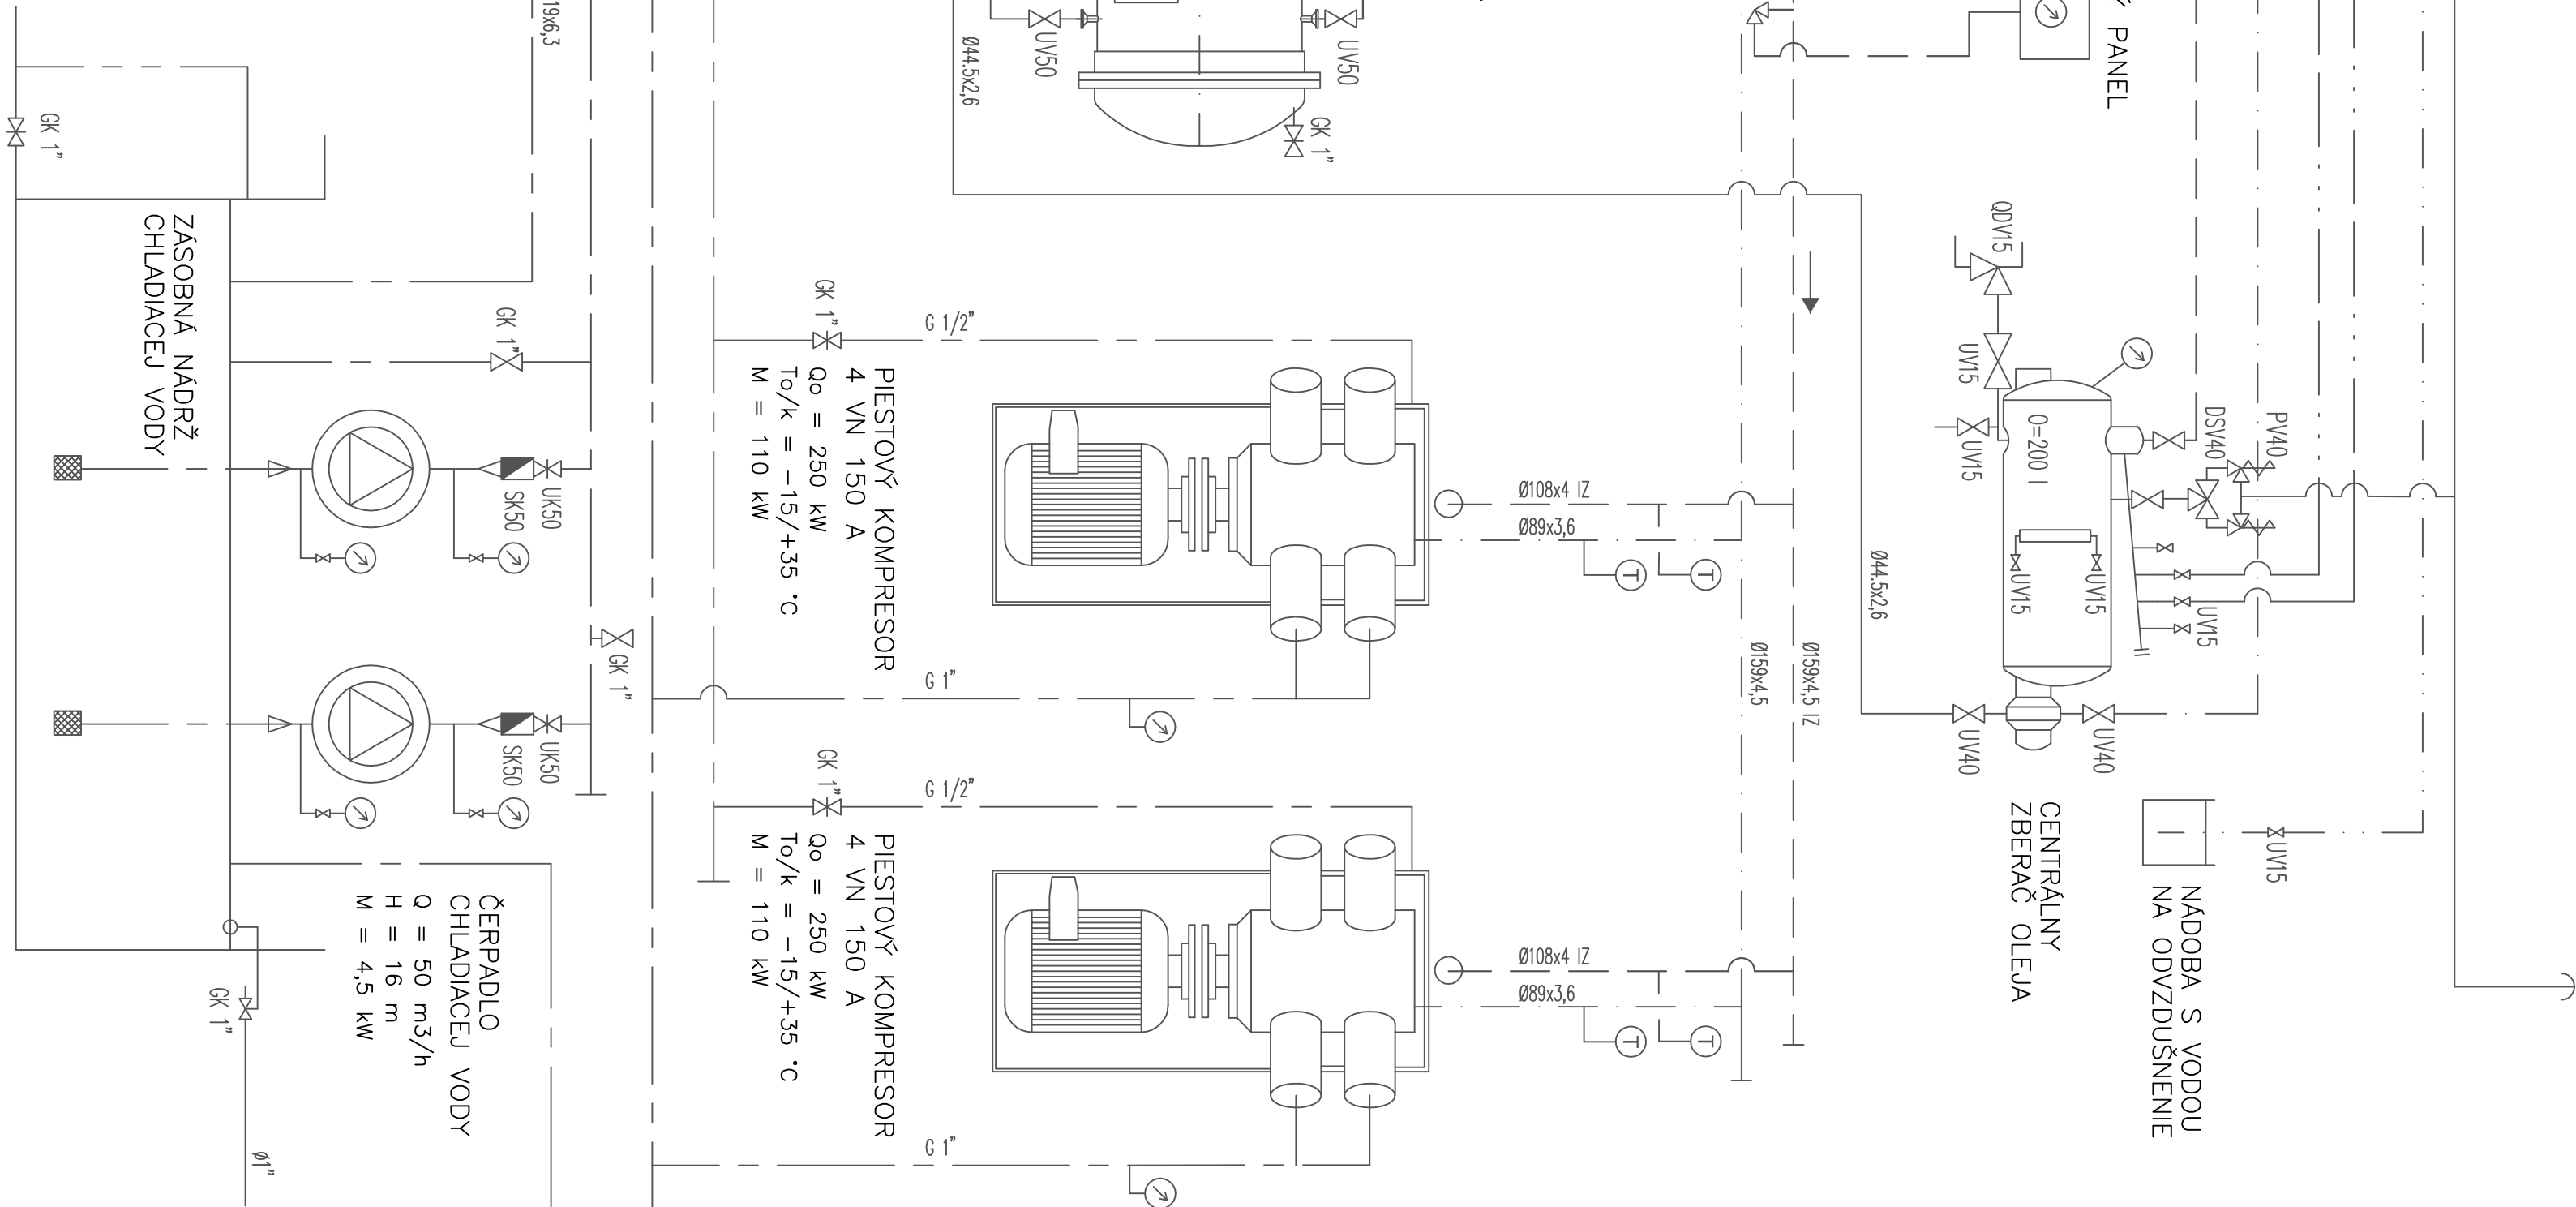 Ý PANEL
19x6,3
UV50
UV50
Ø44.5x2,6
GK 1"
GK 1"
ZÁSOBNÁ NÁDRŽ
CHLADIACEJ VODY
GK 1"
UK50
SK50
GK 1"
UK50
SK50
ČERPADLO
CHLADIACEJ VODY
Q = 50 m3/h
H = 16 m
M = 4,5 kW
GK 1"
Ø1"
GK 1"
G 1/2"
PIESTOVÝ KOMPRESOR
4 VN 150 A
Qo = 250 kW
To/k = -15/+35 °C
M = 110 kW
G 1"
Ø108x4 IZ
Ø89x3,6
T
T
GK 1"
G 1/2"
PIESTOVÝ KOMPRESOR
4 VN 150 A
Qo = 250 kW
To/k = -15/+35 °C
M = 110 kW
G 1"
Ø108x4 IZ
Ø89x3,6
T
T
Ø159x4,5 IZ
Ø159x4,5
Ø44.5x2,6
QDV15
UV15
UV15
O=200 l
DSV40
PV40
UV15
UV15
UV15
UV40
UV40
CENTRÁLNY
ZBERAČ OLEJA
UV15
NÁDOBA S VODOU
NA ODVZDUŠNENIE